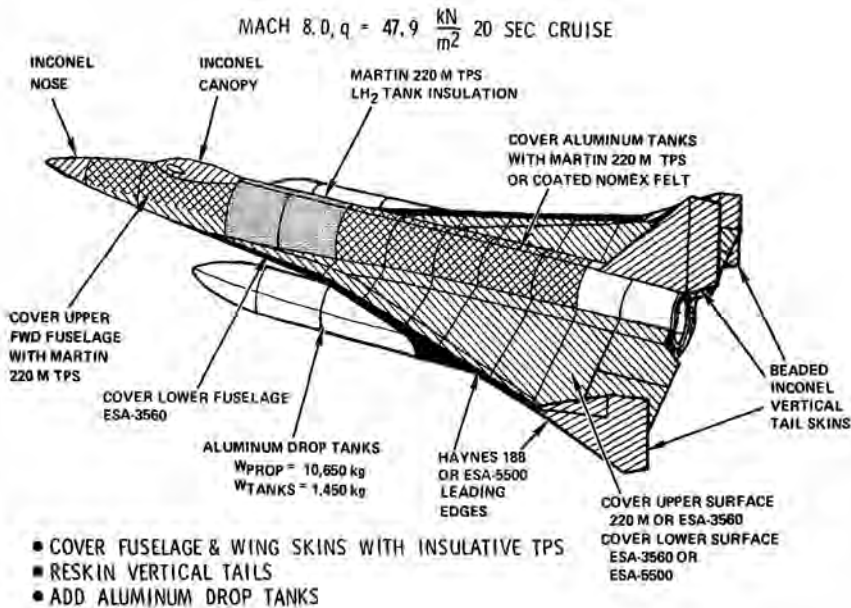 MACH 8.0, q = 47.9 kN/m2 20 SEC CRUISE
INCONEL
NOSE
INCONEL
CANOPY
MARTIN 220 M TPS
LH2 TANK INSULATION
COVER ALUMINUM TANKS
WITH MARTIN 220 M TPS
OR COATED NOMEX FELT
COVER UPPER
FWD FUSELAGE
WITH MARTIN
220 M TPS
COVER LOWER FUSELAGE
ESA-3560
ALUMINUM DROP TANKS
WPROP = 10,650 kg
WTANKS = 1,450 kg
HAYNES 188
OR ESA-5500
LEADING
EDGES
BEADED
INCONEL
VERTICAL
TAIL SKINS
COVER UPPER SURFACE
220 M OR ESA-3560
COVER LOWER SURFACE
ESA-3560 OR
ESA-5500
● COVER FUSELAGE & WING SKINS WITH INSULATIVE TPS
■ RESKIN VERTICAL TAILS
● ADD ALUMINUM DROP TANKS